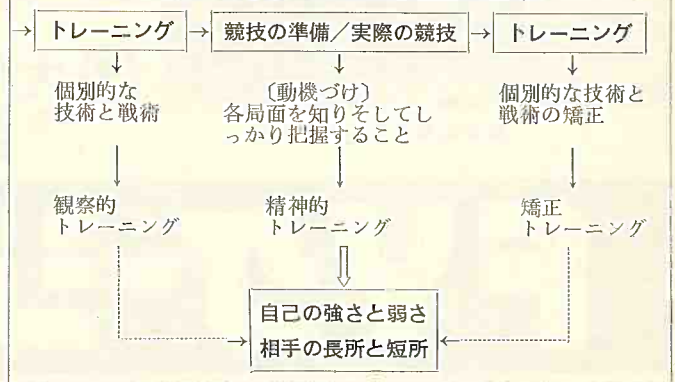 トレーニング
競技の準備/実際の競技
トレーニング
個別的な
技術と戦術
〔動機づけ〕
各局面を知りそしてし
っかり把握すること
個別的な技術と
戦術の矯正
観察的
トレーニング
精神的
トレーニング
矯正
トレーニング
自己の強さと弱さ
相手の長所と短所